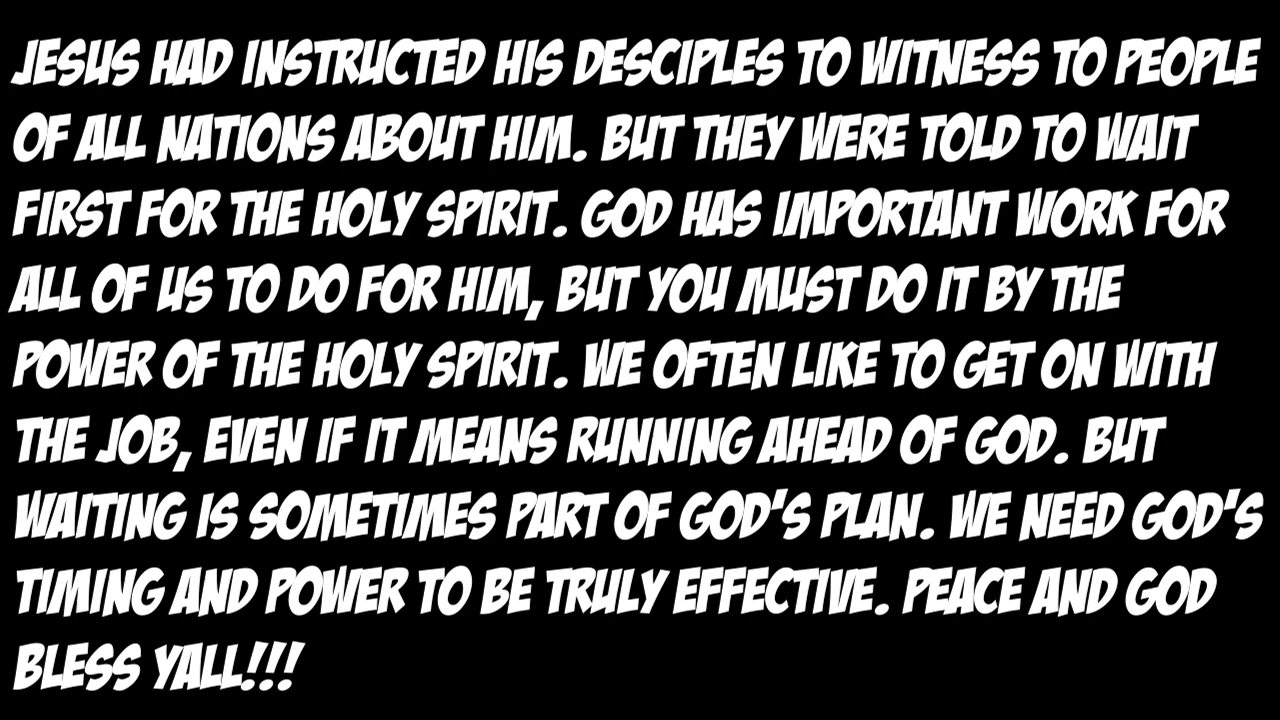 JESUS HAD INSTRUCTED HIS DESCIPLES TO WITNESS TO PEOPLE
OF ALL NATIONS ABOUT HIM. BUT THEY WERE TOLD TO WAIT
FIRST FOR THE HOLY SPIRIT. GOD HAS IMPORTANT WORK FOR
ALL OF US TO DO FOR HIM, BUT YOU MUST DO IT BY THE
POWER OF THE HOLY SPIRIT. WE OFTEN LIKE TO GET ON WITH
THE JOB, EVEN IF IT MEANS RUNNING AHEAD OF GOD. BUT
WAITING IS SOMETIMES PART OF GOD'S PLAN. WE NEED GOD'S
TIMING AND POWER TO BE TRULY EFFECTIVE. PEACE AND GOD
BLESS YALL!!!